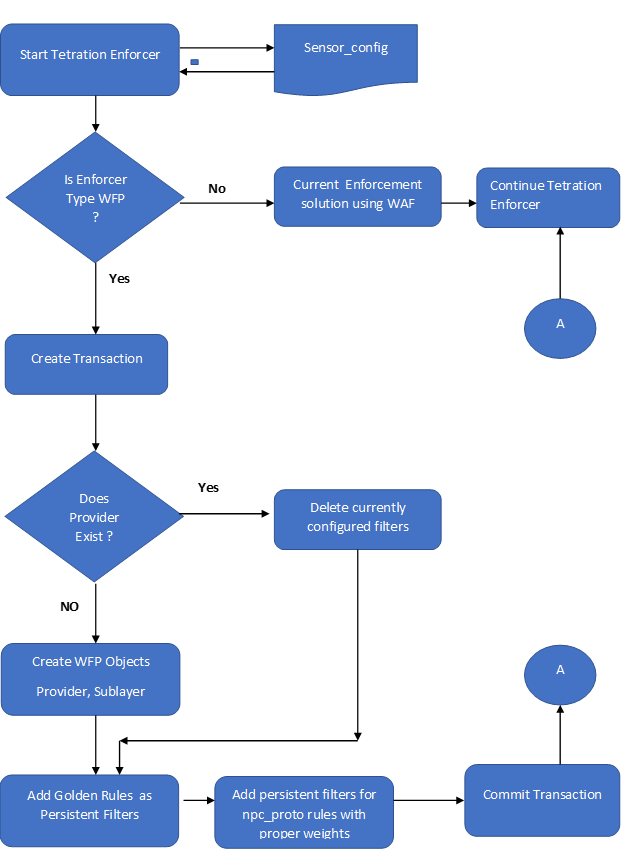 Start Tetration Enforcer
Sensor_config
Is Enforcer
Type WFP
?
No
Current Enforcement
solution using WAF
Continue Tetration
Enforcer
A
Yes
Create Transaction
Does
Provider
Exist ?
Yes
Delete currently
configured filters
NO
Create WFP Objects
Provider, Sublayer
A
Add Golden Rules as
Persistent Filters
Add persistent filters for
npc_proto rules with
proper weights
Commit Transaction